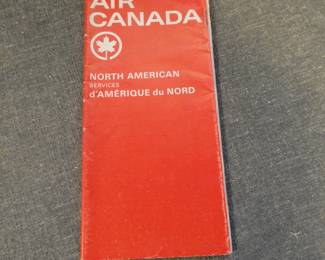 AIR
CANADA
NORTH AMERICAN
SERVICES
d'AMÉRIQUE du NORD